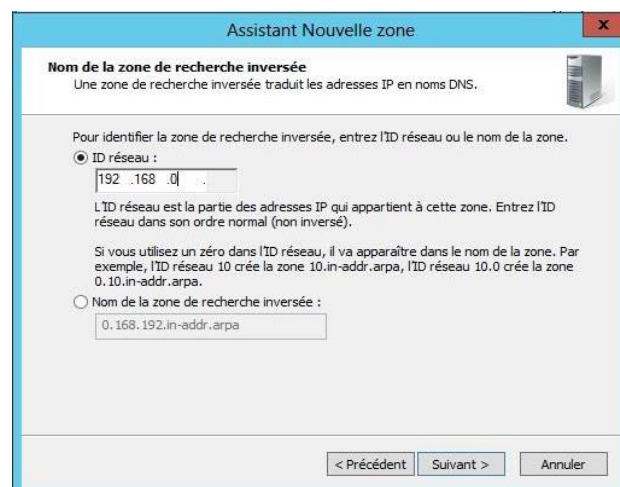 Assistant Nouvelle zone
x
Nom de la zone de recherche inversée
Une zone de recherche inversée traduit les adresses IP en noms DNS.
Pour identifier la zone de recherche inversée, entrez l'ID réseau ou le nom de la zone.
ID réseau :
192 .168 .0 .
L'ID réseau est la partie des adresses IP qui appartient à cette zone. Entrez l'ID
réseau dans son ordre normal (non inversé).
Si vous utilisez un zéro dans l'ID réseau, il va apparaître dans le nom de la zone. Par
exemple, l'ID réseau 10 crée la zone 10.in-addr.arpa, l'ID réseau 10.0 crée la zone
0.10.in-addr.arpa.
Nom de la zone de recherche inversée :
0.168.192.in-addr.arpa
< Précédent Suivant > Annuler